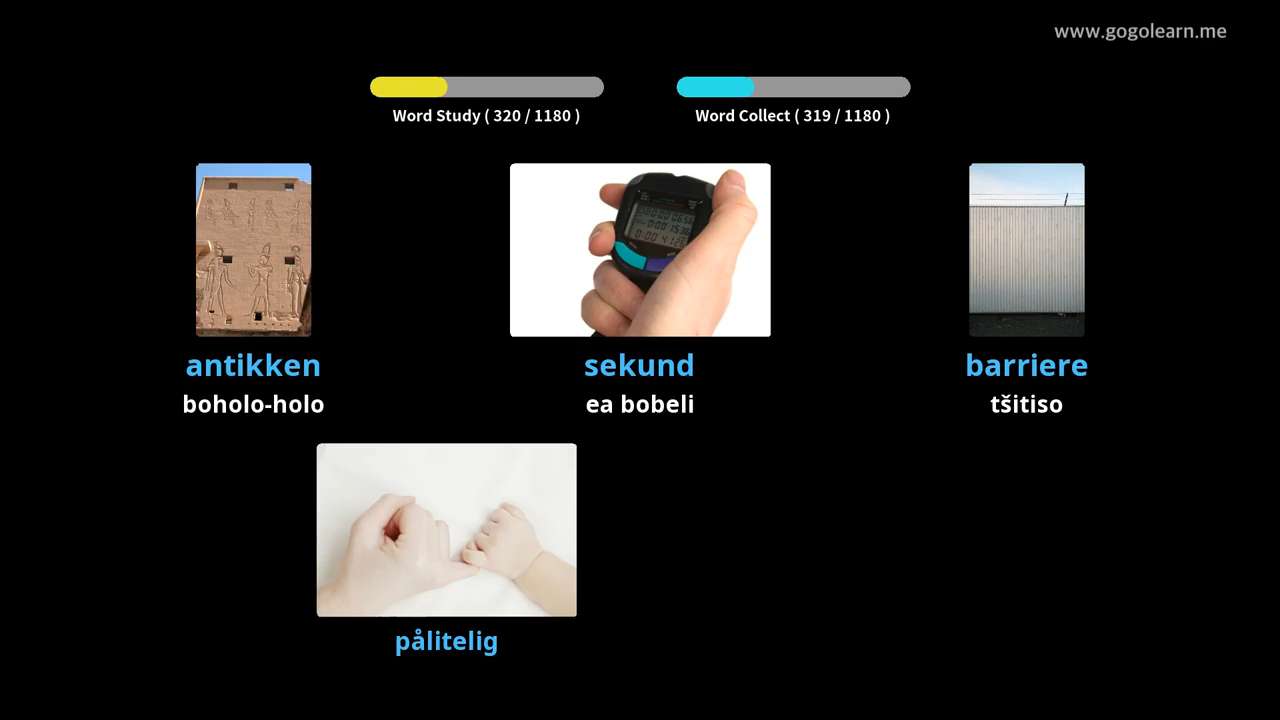 www.gogolearn.me
Word Study ( 320 / 1180 )
Word Collect ( 319 / 1180 )
antikken
sekund
barriere
boholo-holo
ea bobeli
tšitiso
pålitelig